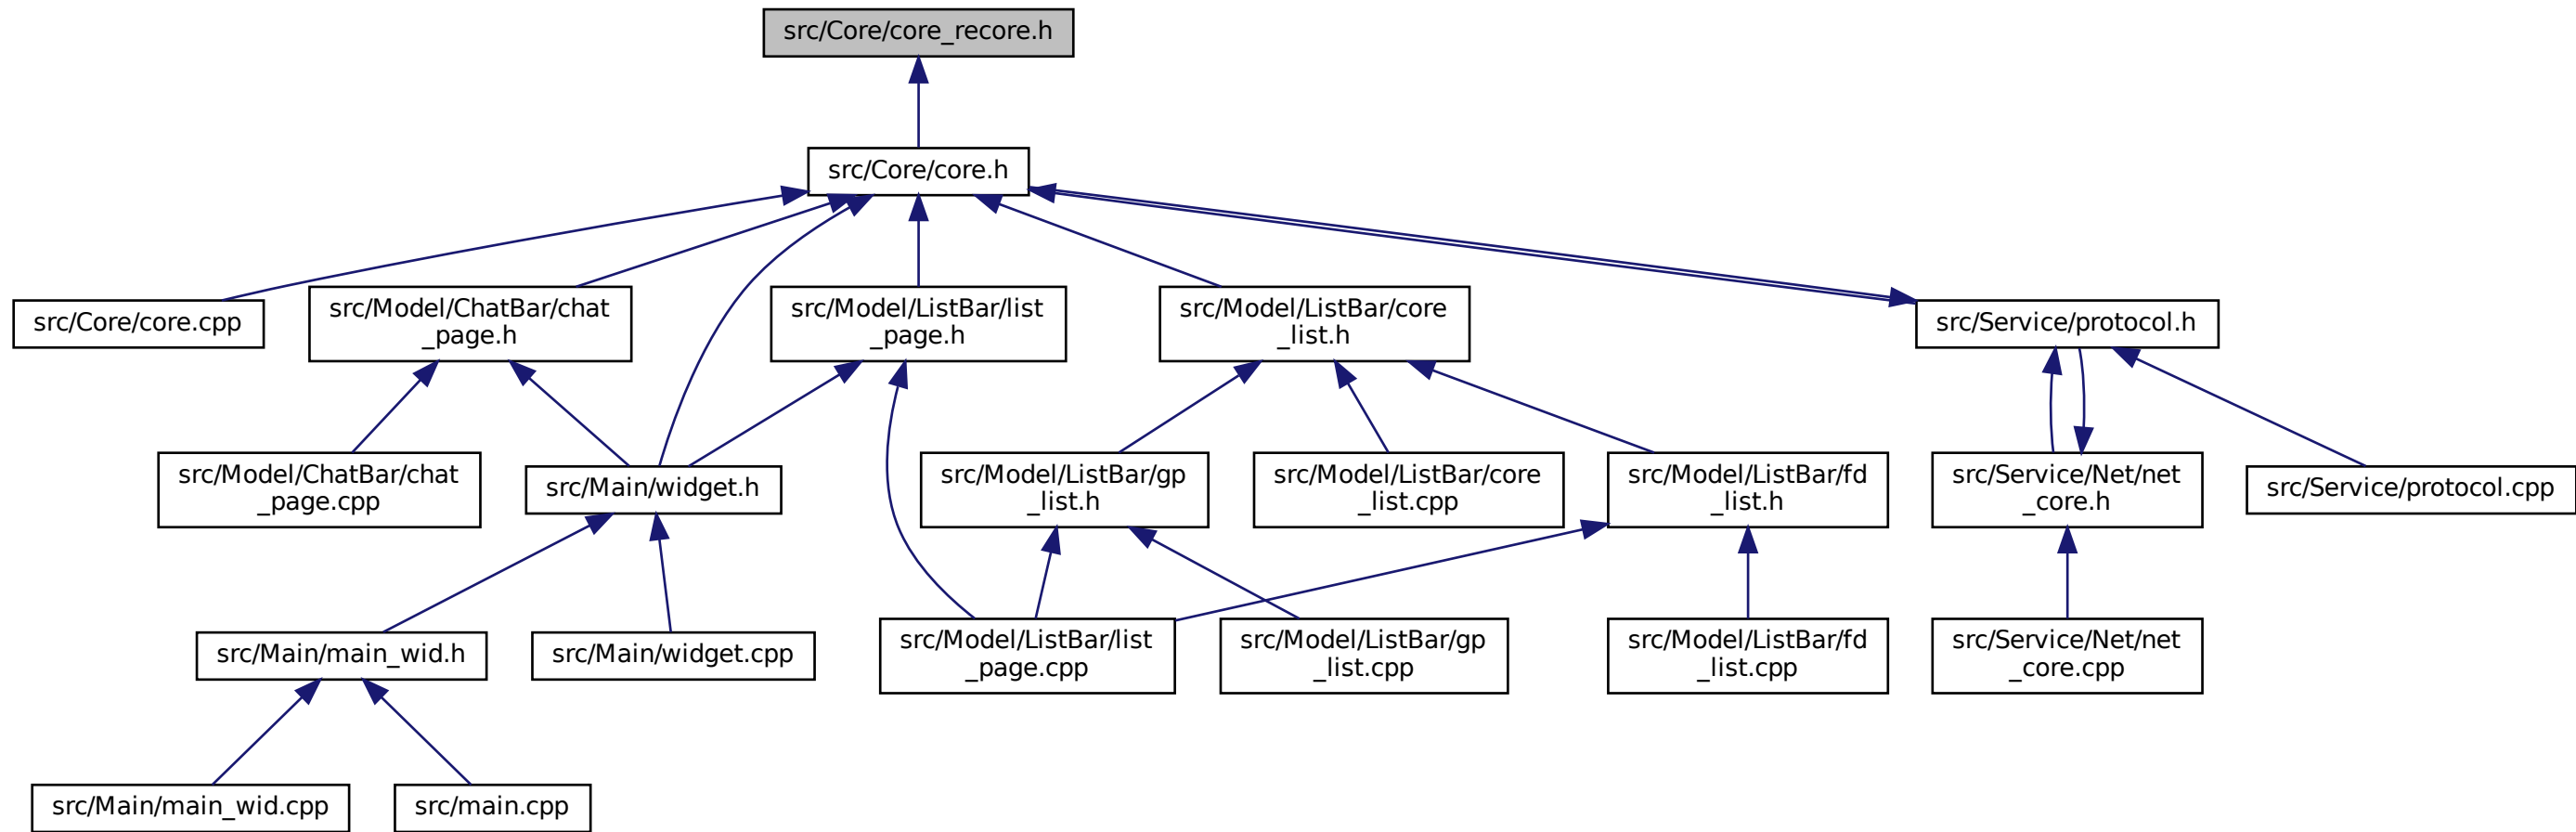 src/Core/core_recore.h
src/Core/core.h
src/Core/core.cpp
src/Model/ChatBar/chat
_page.h
src/Model/ListBar/list
_page.h
src/Model/ListBar/core
_list.h
src/Service/protocol.h
src/Model/ChatBar/chat
_page.cpp
src/Main/widget.h
src/Model/ListBar/gp
_list.h
src/Model/ListBar/core
_list.cpp
src/Model/ListBar/fd
_list.h
src/Service/Net/net
_core.h
src/Service/protocol.cpp
src/Main/main_wid.h
src/Main/widget.cpp
src/Model/ListBar/list
_page.cpp
src/Model/ListBar/gp
_list.cpp
src/Model/ListBar/fd
_list.cpp
src/Service/Net/net
_core.cpp
src/Main/main_wid.cpp
src/main.cpp